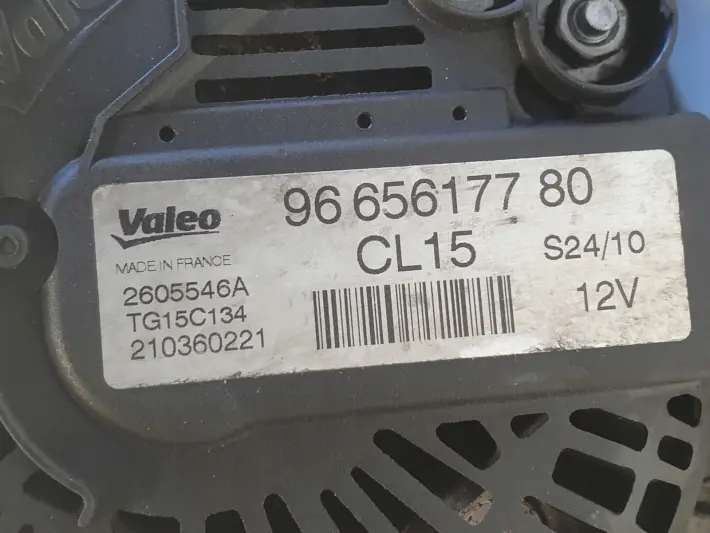 Valeo
96 656177 80
CL15
S24/10
MADE IN FRANCE
2605546A
TG15C134
210360221
12V